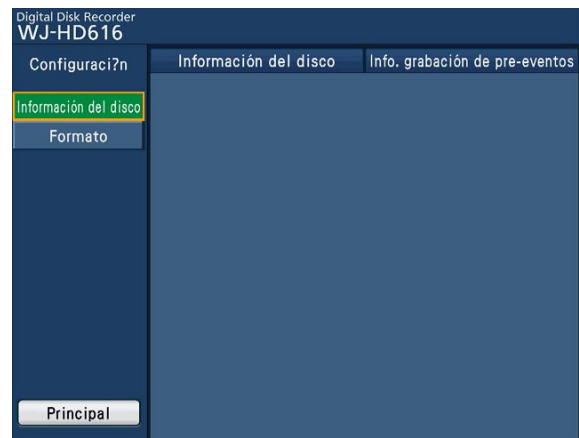 Digital Disk Recorder
WJ-HD616
Configuraci?n
Información del disco
Info. grabación de pre-eventos
Información del disco
Formato
Principal